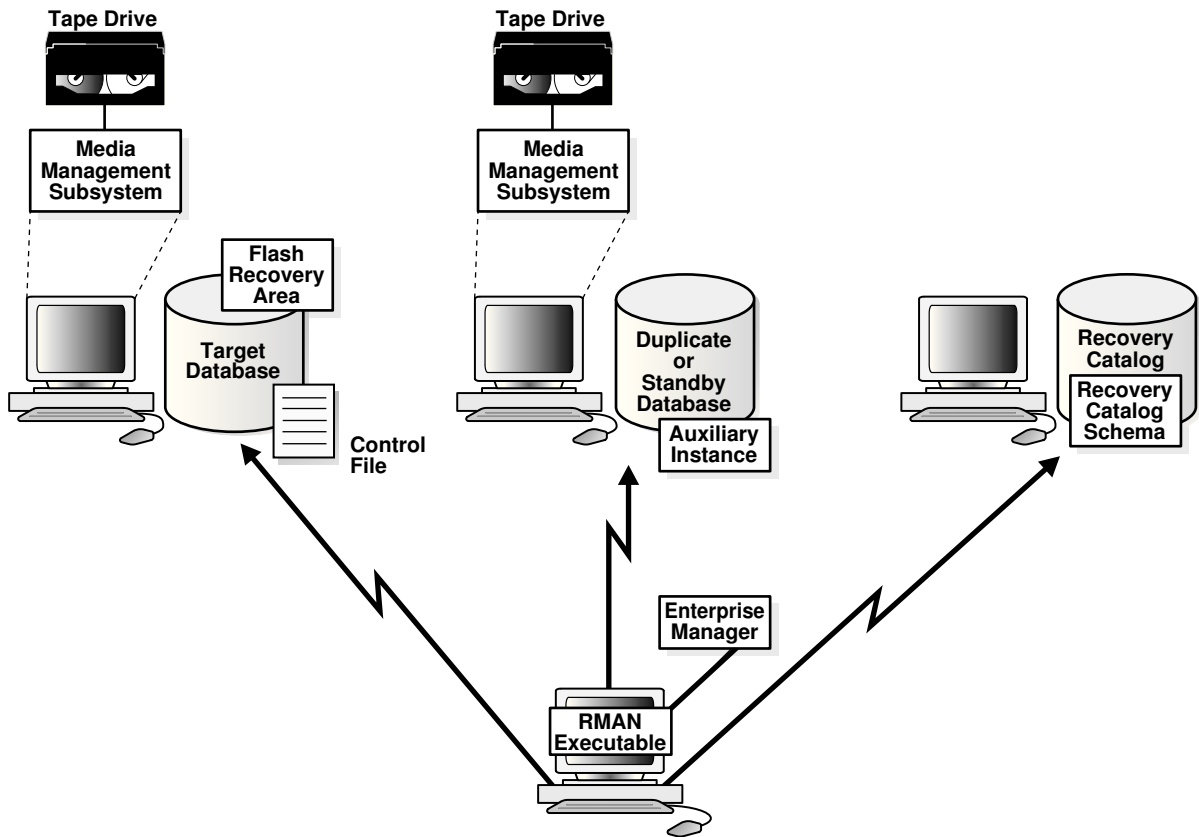 Tape Drive
Tape Drive
Media
Management
Subsystem
Media
Management
Subsystem
Flash
Recovery
Area
Target
Database
Control
File
Duplicate
or
Standby
Database
Auxiliary
Instance
Recovery
Catalog
Recovery
Catalog
Schema
Enterprise
Manager
RMAN
Executable